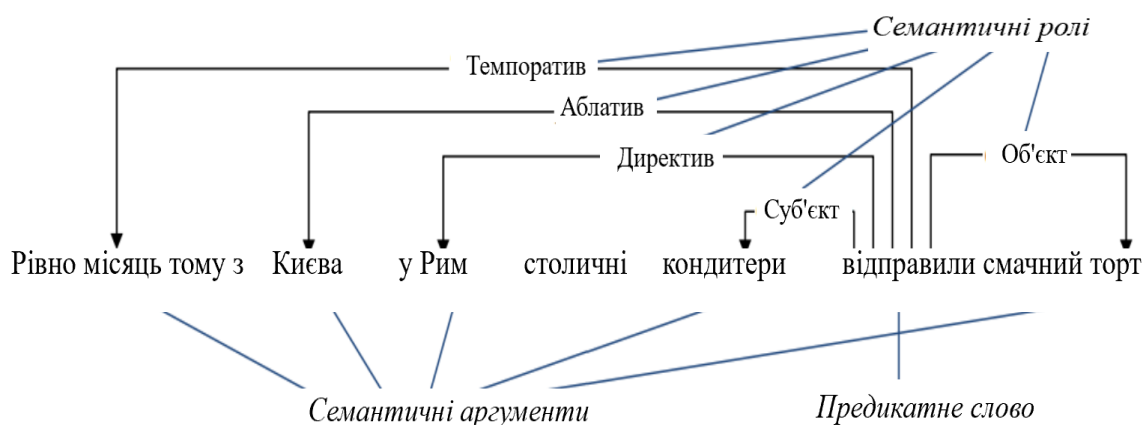 Семантичні ролі
Темпоратив
Аблатив
Директив
Об'єкт
Суб'єкт
Рівно місяць тому з Києва у Рим столичні кондитери відправили смачний торт
Семантичні аргументи
Предикатне слово